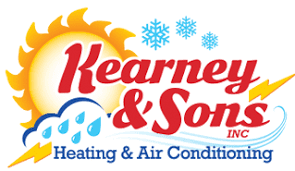 Kearney
& Sons
INC
Heating & Air Conditioning